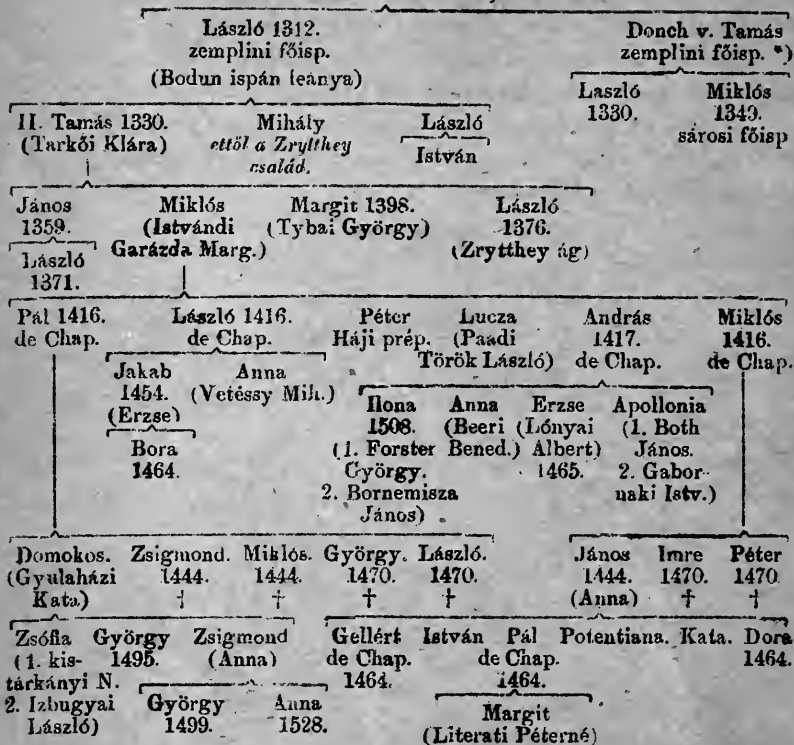 László 1312. Donch v. Tamás
zemplini főisp. zemplini főisp. *)
(Bodun ispán leánya)
Laszló Miklós
1330. 1349.
sárosi főisp
II. Tamás 1330. Mihály László
(Tarkői Klára) ettől a Zrylthey István
család.
János Miklós Margit 1398. László
1359. (Istvándi (Tybai György) 1376.
László Garázda Marg.) (Zrytthey ág)
1371.
Pál 1416. László 1416. Péter Lucza András Miklós
de Chap. de Chap. Háji prép. (Paadi 1417. 1416.
Török László) de Chap. de Chap.
Jakab Anna
1454. (Vetéssy Mih.)
(Erzse)
Bora
1464.
Ilona Anna Erzse Apollonia
1508. (Beeri (Lónyai (1. Both
(1. Forster Bened.) Albert) János.
György. 1465. 2. Gabor-
2. Bornemisza naki Istv.)
János)
Domokos. Zsigmond. Miklós. György. László. János Imre Péter
(Gyulaházi 1444. 1444. 1470. 1470. 1444. 1470. 1470
Kata.) † † † † (Anna) † †
Zsófia György Zsigmond Gellért István Pál Potentiana. Kata. Dora
(1. kis- 1495. (Anna) de Chap. de Chap. 1464.
tárkányi N. 1464. 1464.
2. Izbugyai György Anna Margit
László) 1499. 1528. (Literati Péterné)